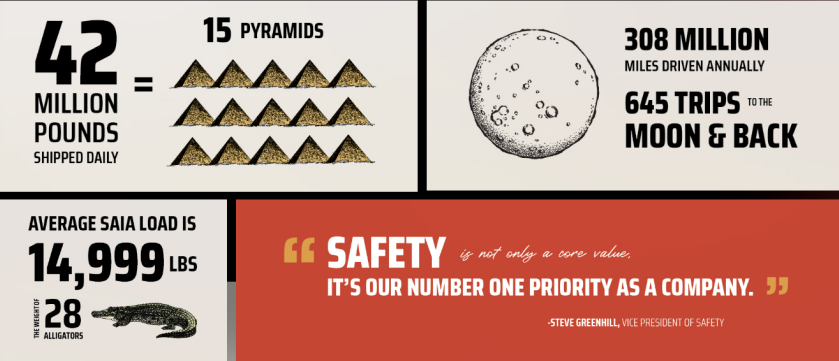 42
MILLION
POUNDS
SHIPPED DAILY
=
15 PYRAMIDS
308 MILLION
MILES DRIVEN ANNUALLY
645 TRIPS TO THE
MOON & BACK
AVERAGE SAIA LOAD IS
14,999 LBS
THE WEIGHT OF
28
ALLIGATORS
“ SAFETY is not only a core value,
IT’S OUR NUMBER ONE PRIORITY AS A COMPANY. ”
-STEVE GREENHILL, VICE PRESIDENT OF SAFETY